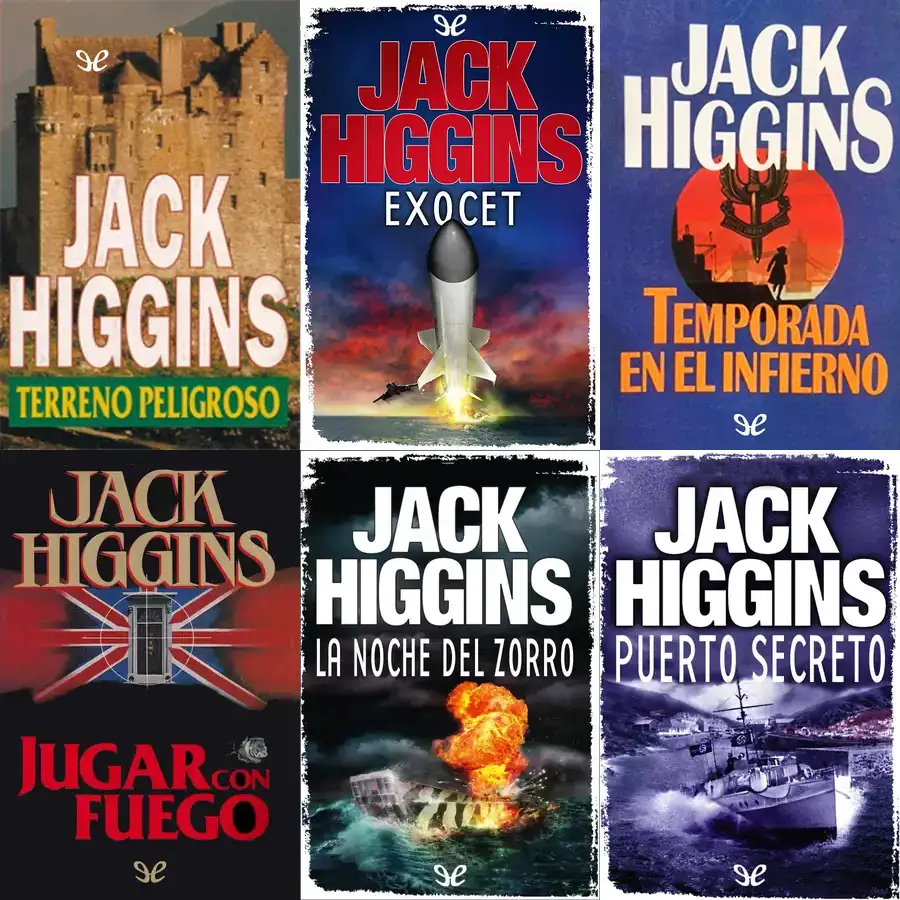 JACK
HIGGINS
TERRENO PELIGROSO
JACK
HIGGINS
EXOCET
JACK
HIGGINS
TEMPORADA
EN EL INFIERNO
JACK
HIGGINS
JUGAR CON
FUEGO
JACK
HIGGINS
LA NOCHE DEL ZORRO
JACK
HIGGINS
PUERTO SECRETO